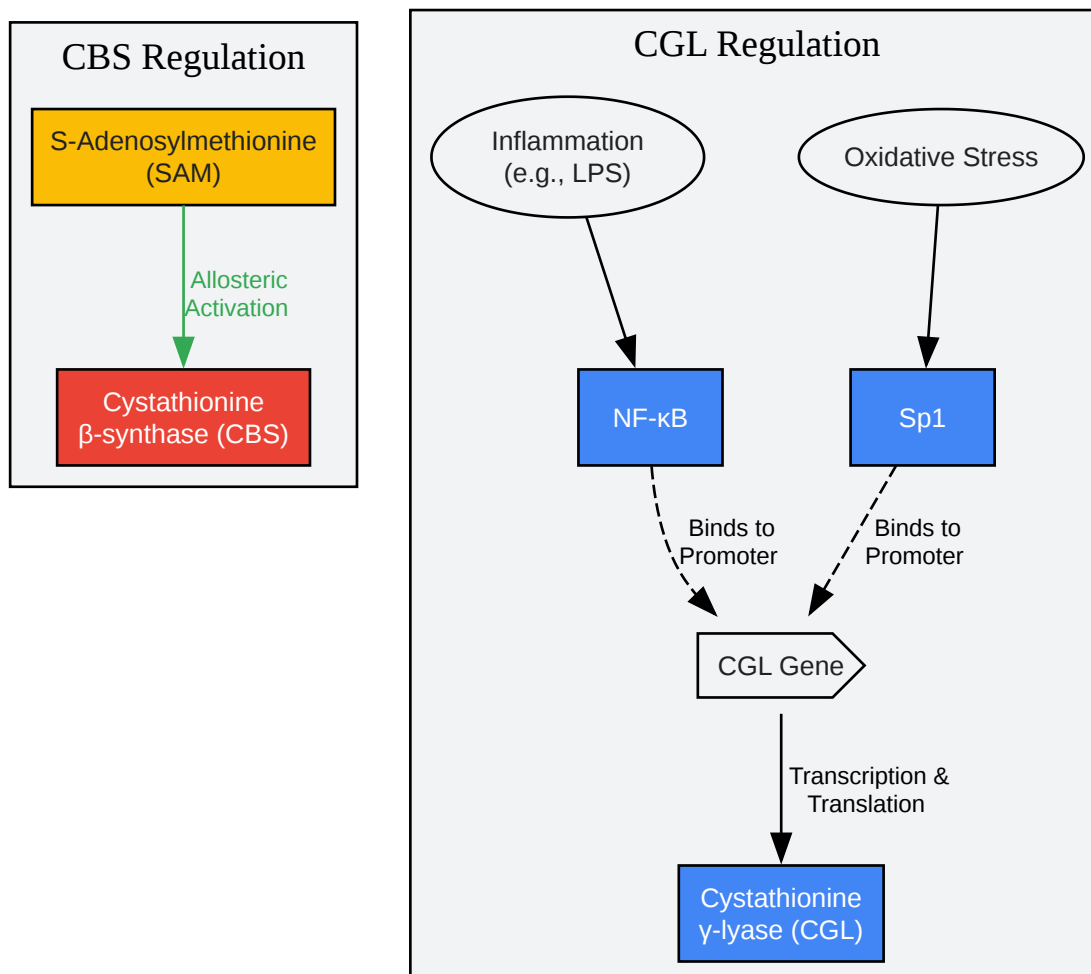 CBS Regulation
S-Adenosylmethionine
(SAM)
Allosteric
Activation
Cystathionine
β-synthase (CBS)
CGL Regulation
Inflammation
(e.g., LPS)
Oxidative Stress
NF-κB
Sp1
Binds to
Promoter
Binds to
Promoter
CGL Gene
Transcription &
Translation
Cystathionine
γ-lyase (CGL)